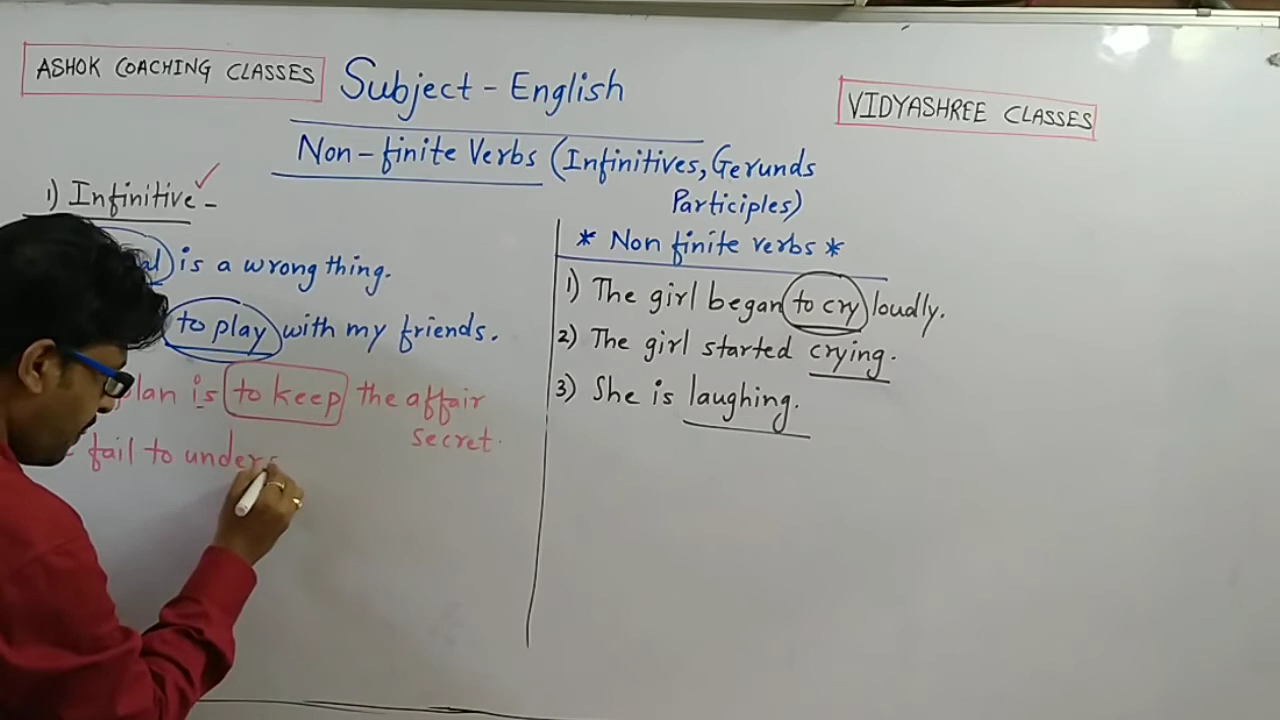 ASHOK COACHING CLASSES
Subject - English
VIDYASHREE CLASSES
Non-finite Verbs (Infinitives, Gerunds
Participles)
1) Infinitive -
is a wrong thing.
to play with my friends.
is to keep the affair
secret.
fail to unders
* Non finite verbs *
1) The girl began to cry loudly.
2) The girl started crying.
3) She is laughing.